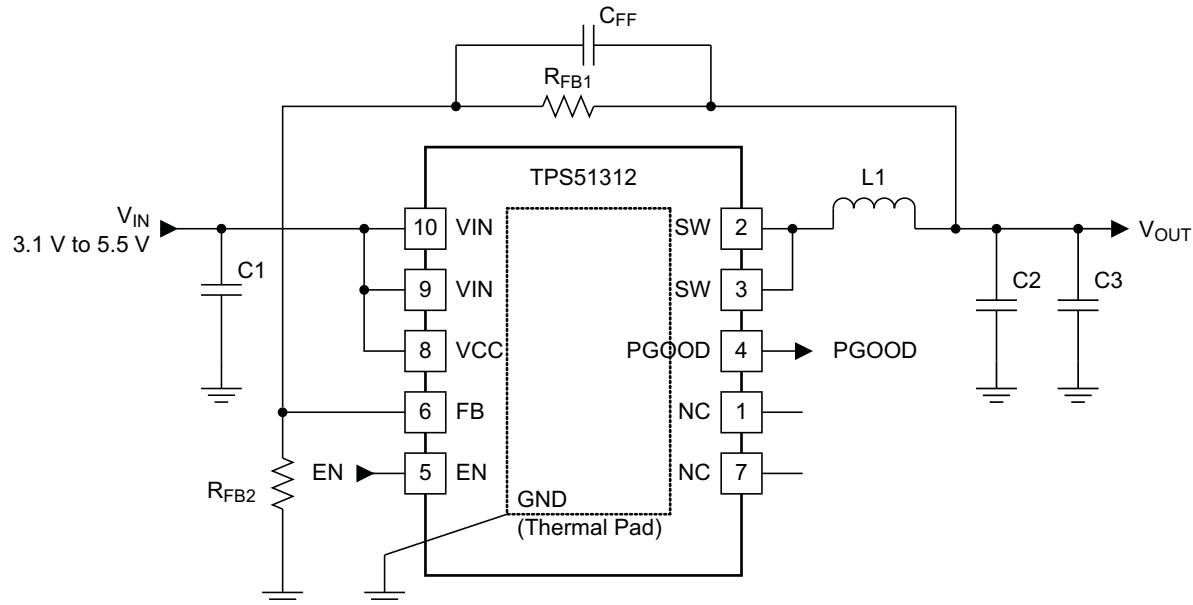 CFF
RFB1
TPS51312
L1
VIN
3.1 V to 5.5 V
10 VIN
SW 2
VOUT
C1
9 VIN
SW 3
C2
C3
8 VCC
PGOOD 4
PGOOD
6 FB
NC 1
EN
5 EN
NC 7
RFB2
GND
(Thermal Pad)